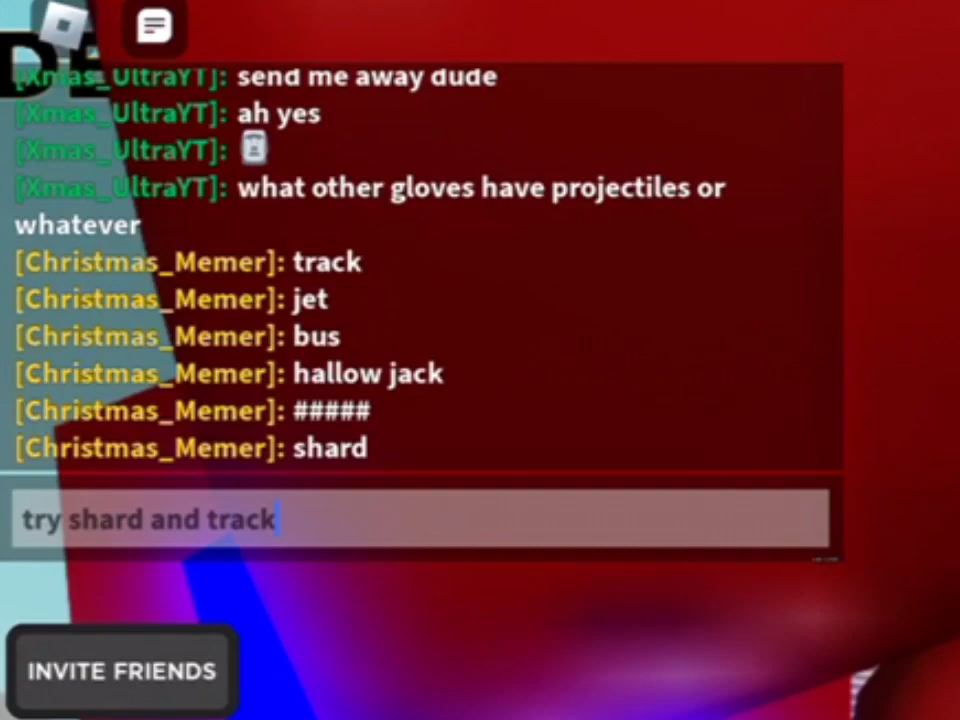 DE
[Xmas_UltraYT]: send me away dude
[Xmas_UltraYT]: ah yes
[Xmas_UltraYT]: 🗿
[Xmas_UltraYT]: what other gloves have projectiles or
whatever
[Christmas_Memer]: track
[Christmas_Memer]: jet
[Christmas_Memer]: bus
[Christmas_Memer]: hallow jack
[Christmas_Memer]: #####
[Christmas_Memer]: shard
try shard and track
INVITE FRIENDS